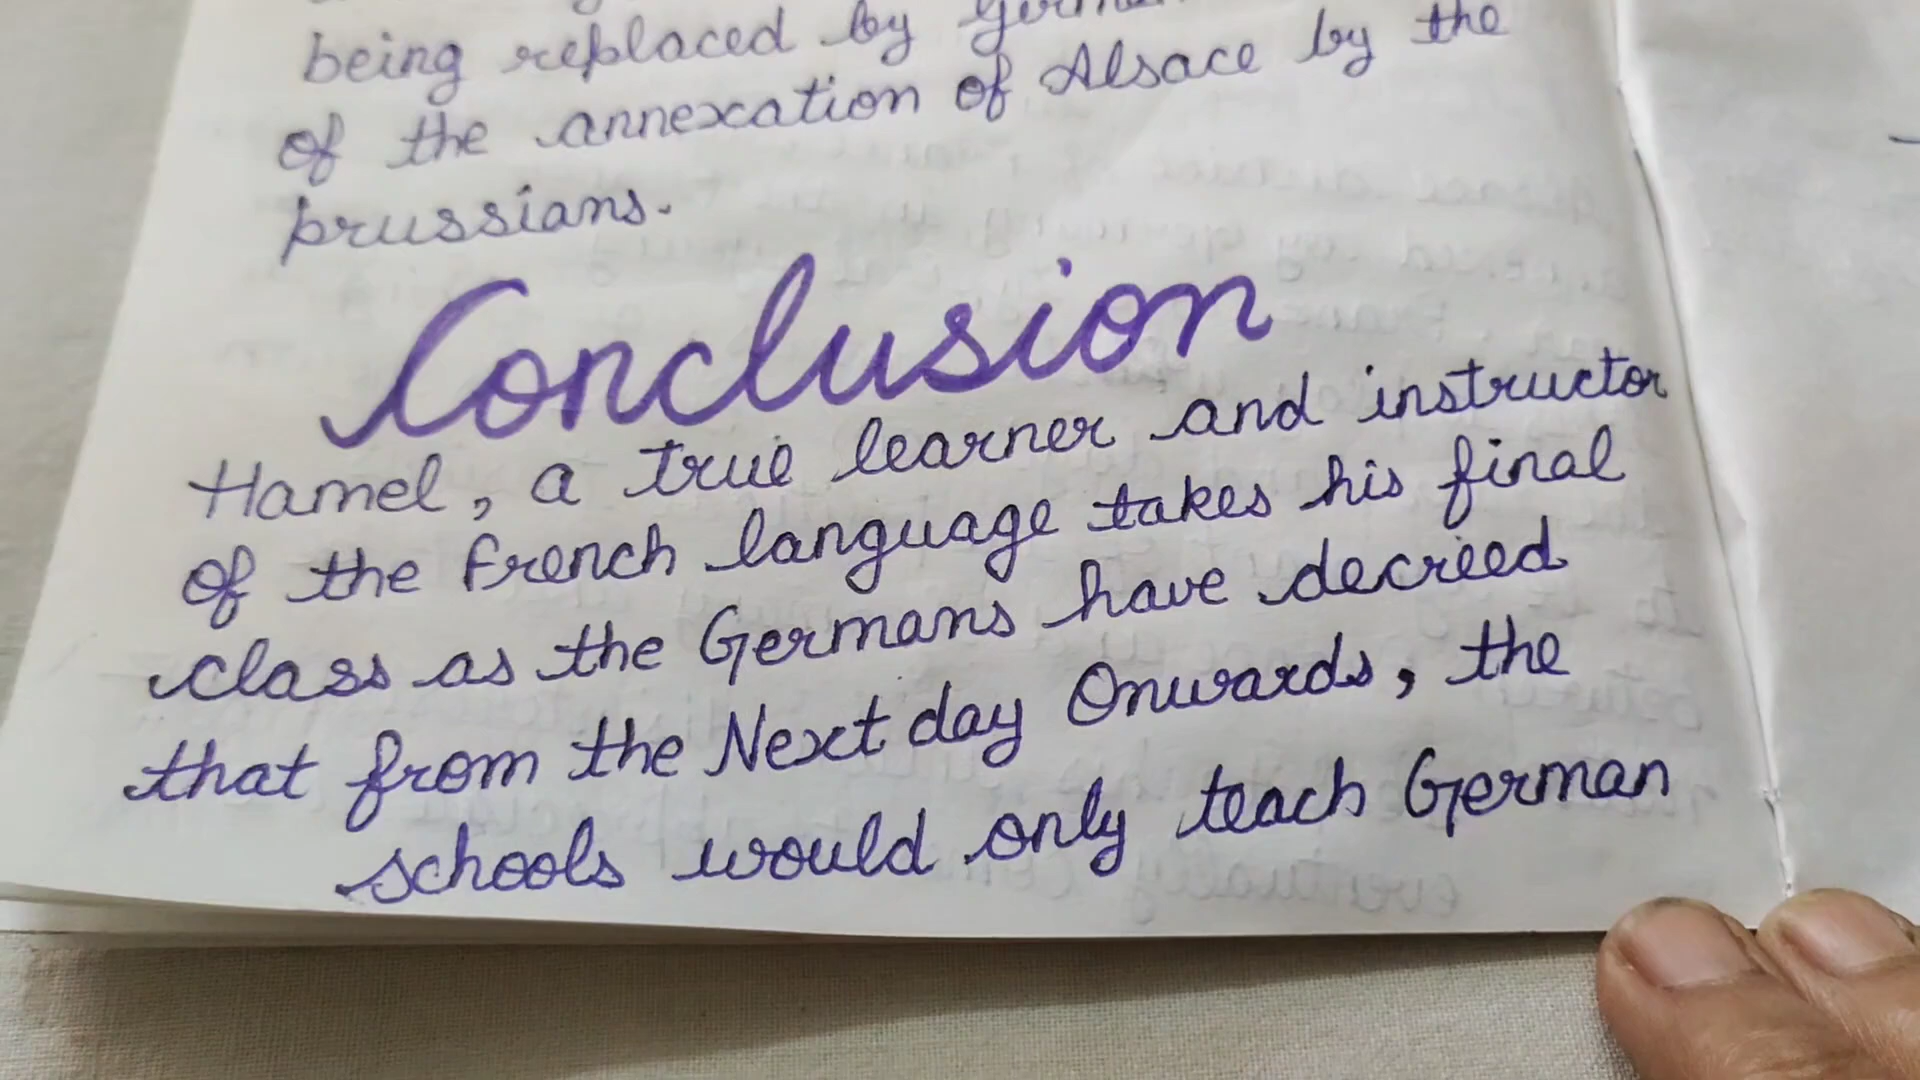 being replaced by German
of the annexation of Alsace by the
prussians.
Conclusion
Hamel, a true learner and instructor
of the French language takes his final
class as the Germans have decreed
that from the Next day Onwards, the
schools would only teach German